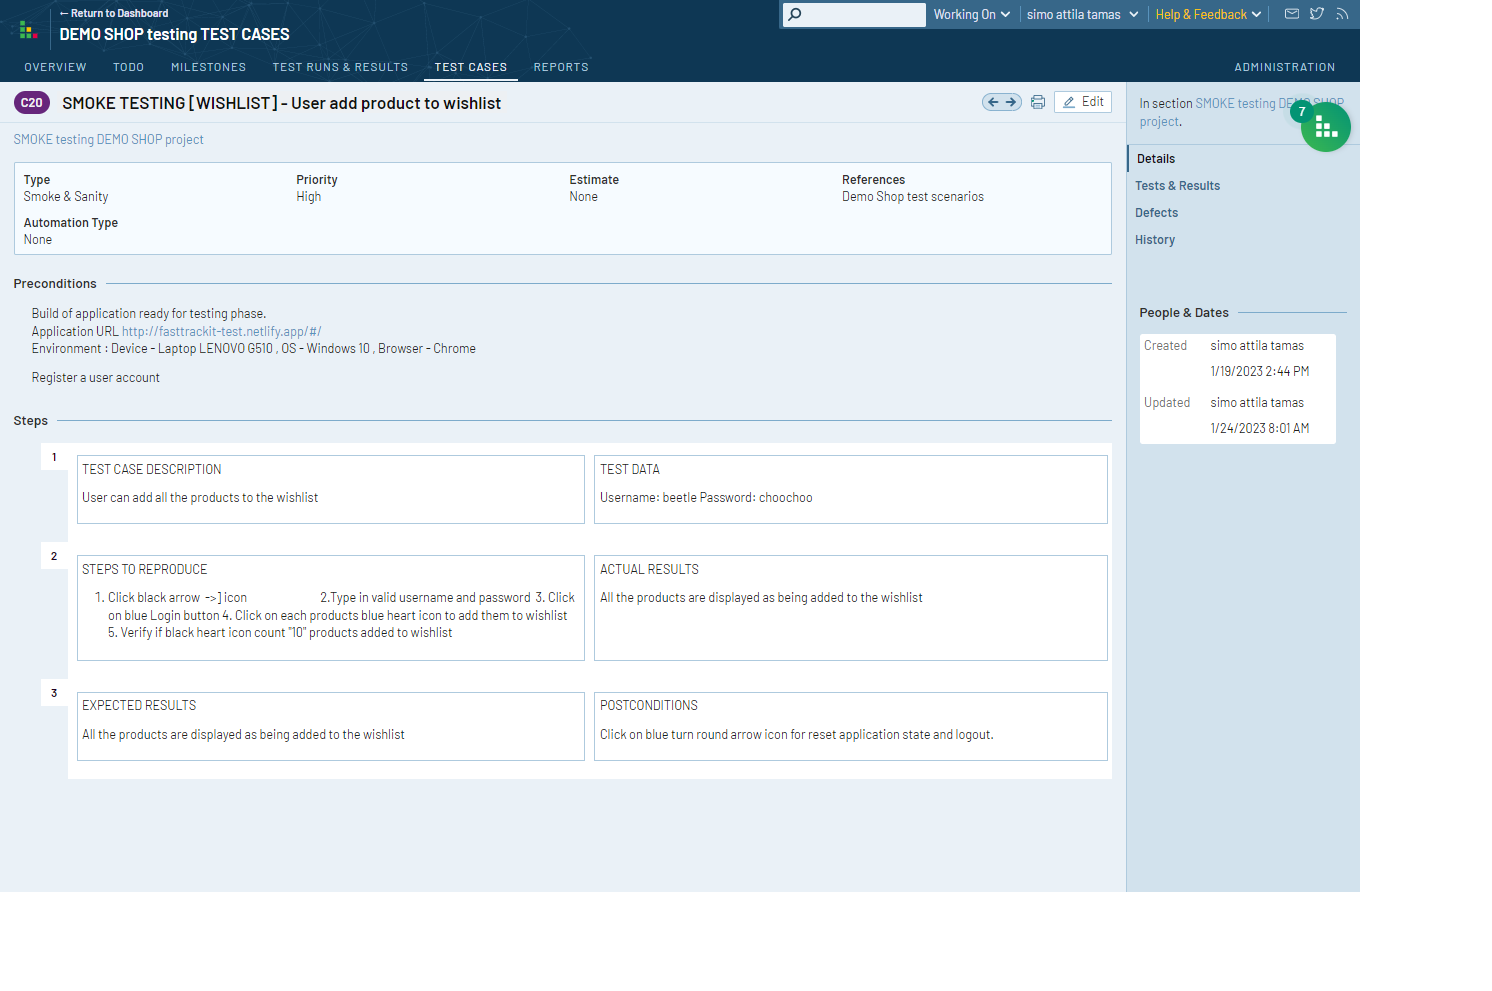 ← Return to Dashboard
DEMO SHOP testing TEST CASES
Working On
simo attila tamas
Help & Feedback
OVERVIEW
TODO
MILESTONES
TEST RUNS & RESULTS
TEST CASES
REPORTS
ADMINISTRATION
C20
SMOKE TESTING [WISHLIST] - User add product to wishlist
Edit
SMOKE testing DEMO SHOP project
Type
Smoke & Sanity
Priority
High
Estimate
None
References
Demo Shop test scenarios
Automation Type
None
Preconditions
Build of application ready for testing phase.
Application URL http://fasttrackit-test.netlify.app/#/
Environment : Device - Laptop LENOVO G510 , OS - Windows 10 , Browser - Chrome
Register a user account
Steps
1
TEST CASE DESCRIPTION
User can add all the products to the wishlist
TEST DATA
Username: beetle Password: choochoo
2
STEPS TO REPRODUCE
1. Click black arrow ->] icon 2.Type in valid username and password 3. Click
on blue Login button 4. Click on each products blue heart icon to add them to wishlist
5. Verify if black heart icon count "10" products added to wishlist
ACTUAL RESULTS
All the products are displayed as being added to the wishlist
3
EXPECTED RESULTS
All the products are displayed as being added to the wishlist
POSTCONDITIONS
Click on blue turn round arrow icon for reset application state and logout.
In section SMOKE testing DEMO SHOP
project.
7
Details
Tests & Results
Defects
History
People & Dates
Created
simo attila tamas
1/19/2023 2:44 PM
Updated
simo attila tamas
1/24/2023 8:01 AM